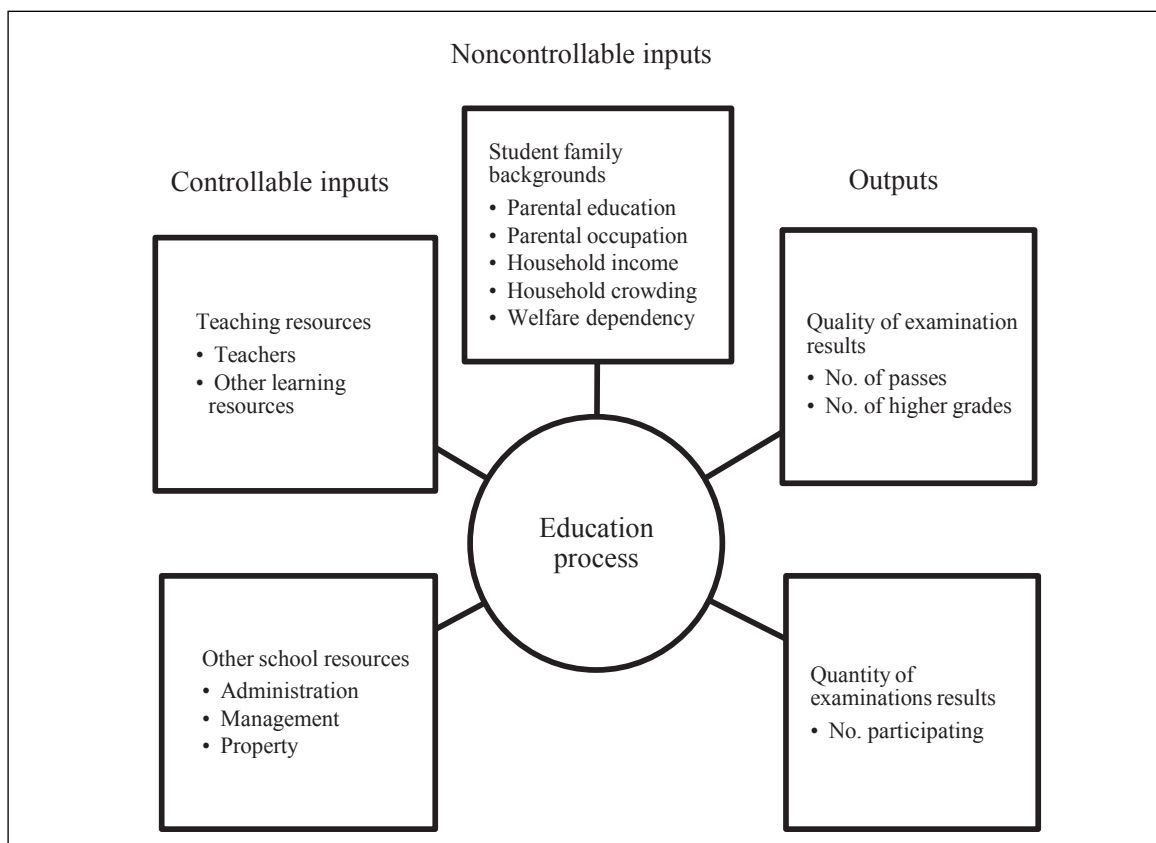 Noncontrollable inputs
Controllable inputs
Outputs
Student family
backgrounds
• Parental education
• Parental occupation
• Household income
• Household crowding
• Welfare dependency
Teaching resources
• Teachers
• Other learning
resources
Quality of examination
results
• No. of passes
• No. of higher grades
Education
process
Other school resources
• Administration
• Management
• Property
Quantity of
examinations results
• No. participating